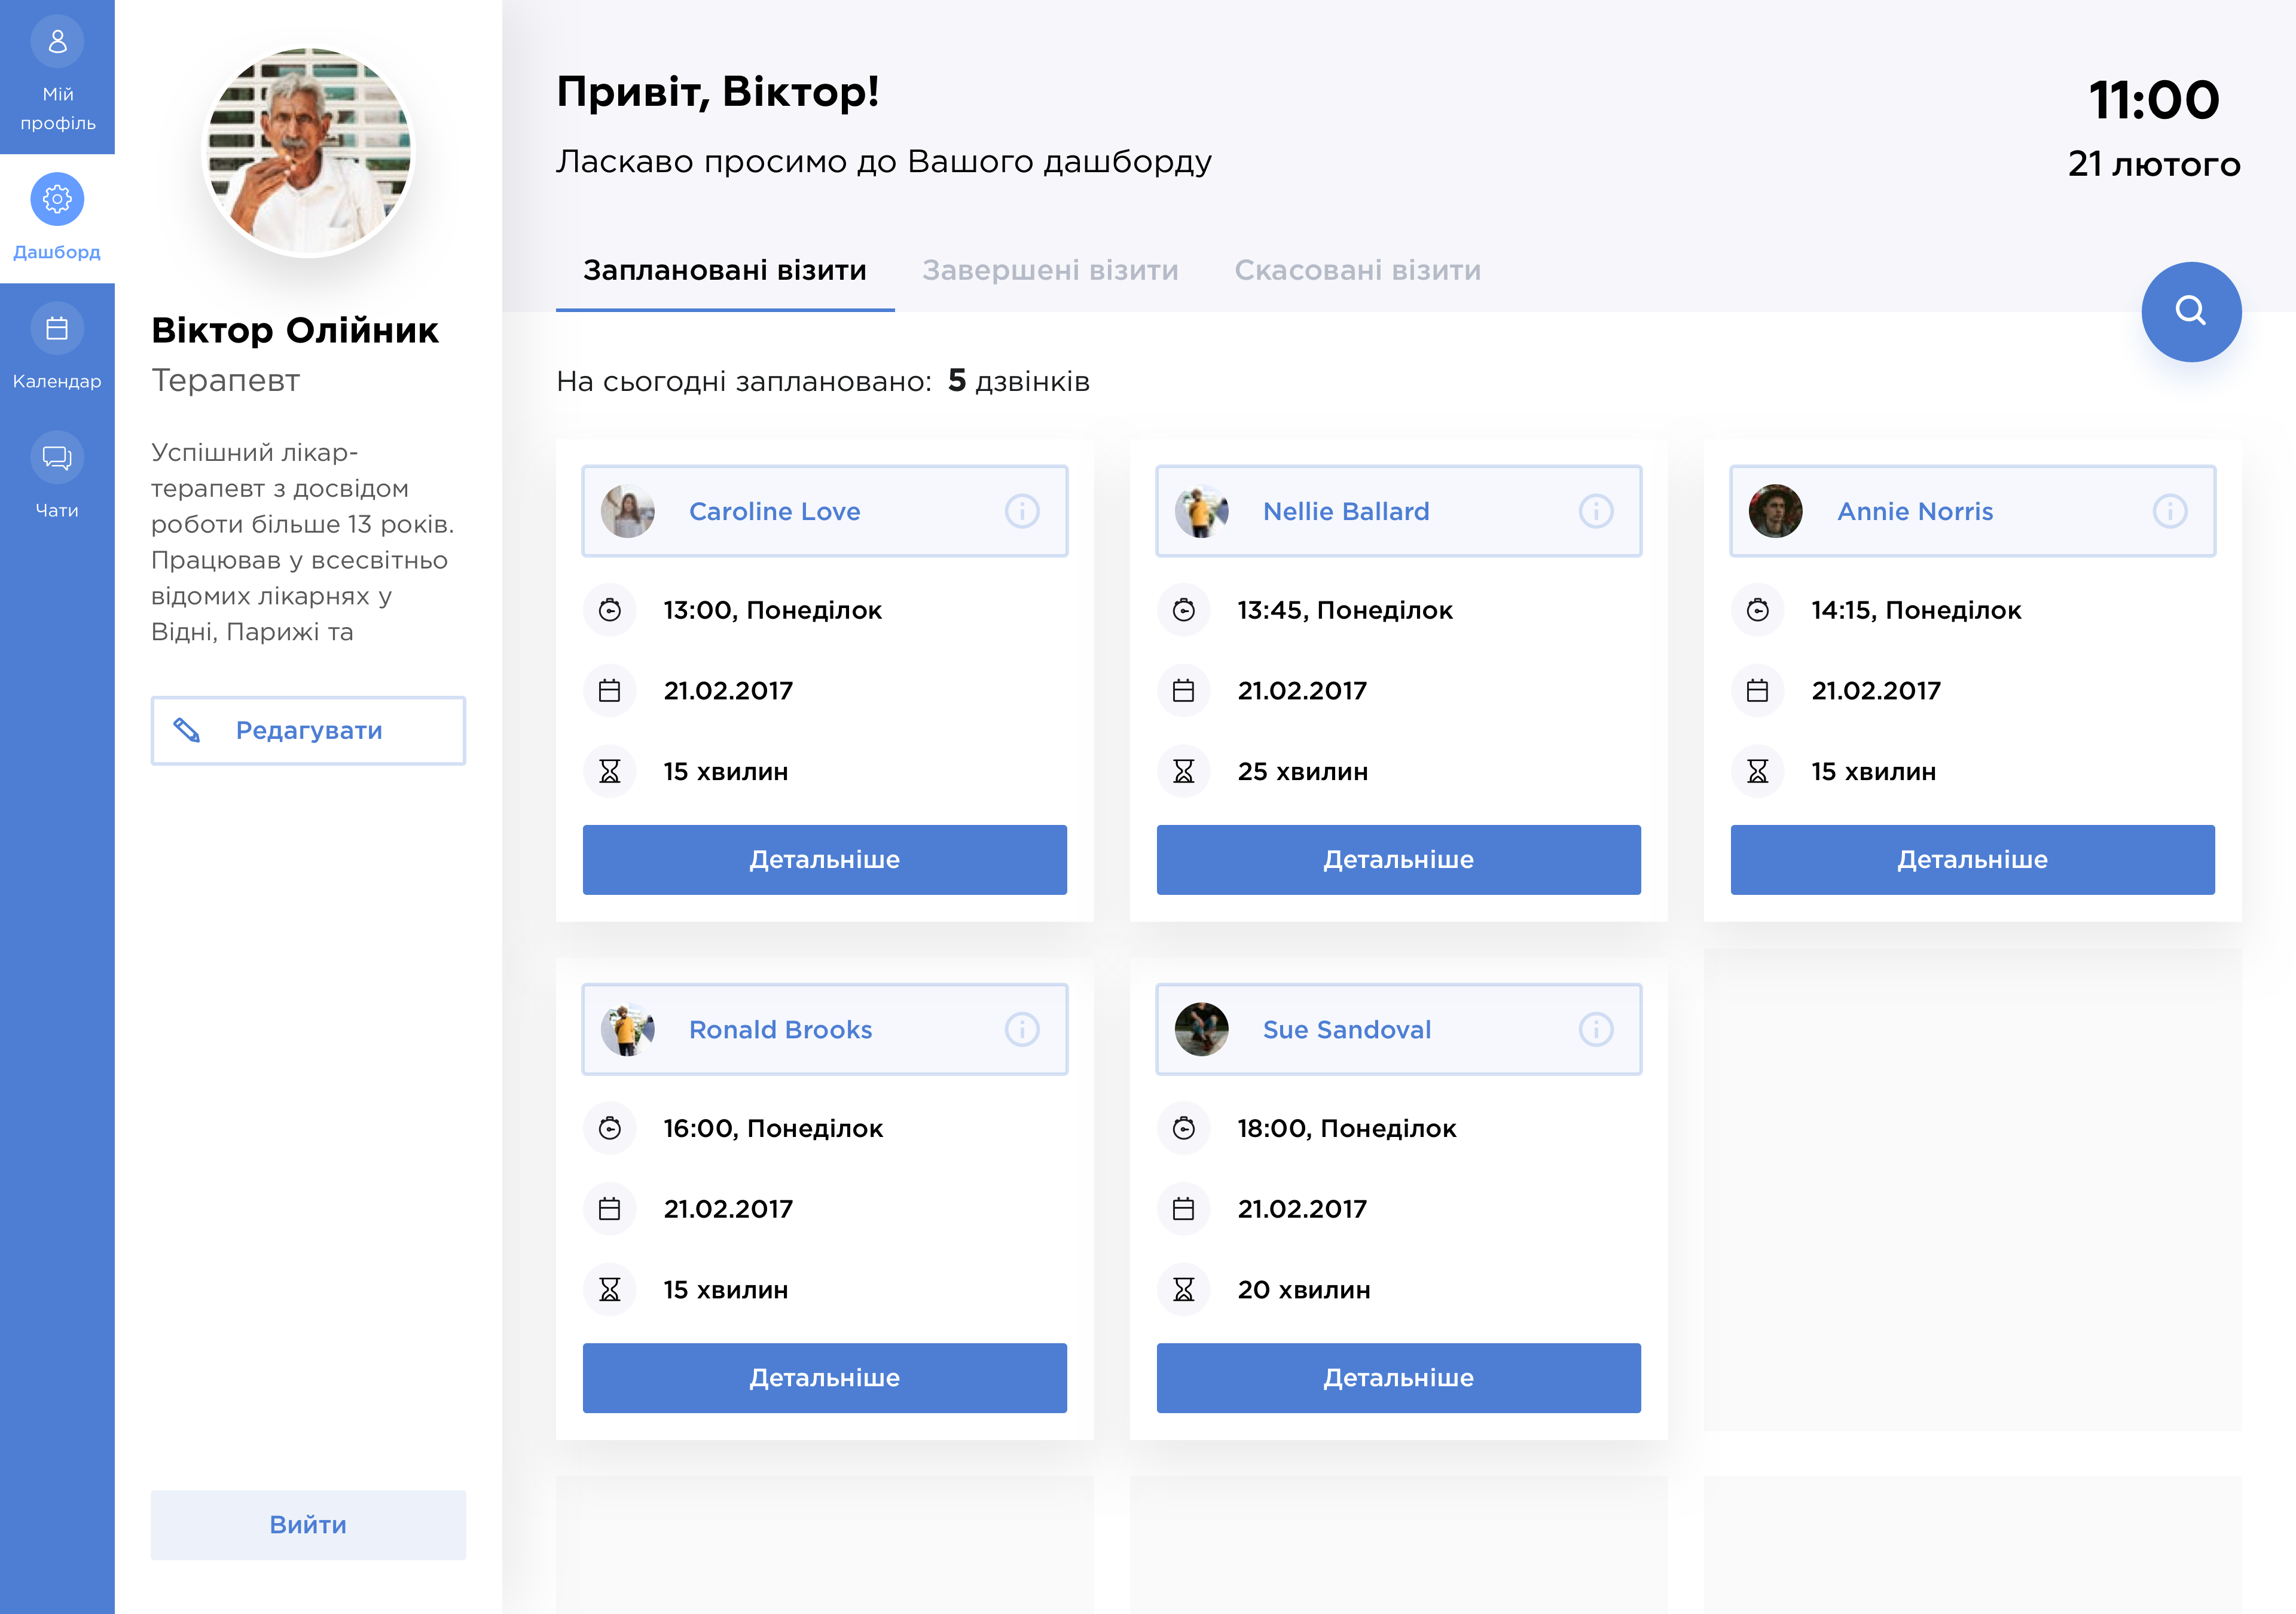 Мій
профіль
Дашборд
Календар
Чати
Віктор Олійник
Терапевт
Успішний лікар-
терапевт з досвідом
роботи більше 13 років.
Працював у всесвітньо
відомих лікарнях у
Відні, Парижі та
Редагувати
Вийти
Привіт, Віктор!
Ласкаво просимо до Вашого дашборду
11:00
21 лютого
Заплановані візити
Завершені візити
Скасовані візити
На сьогодні заплановано: 5 дзвінків
Caroline Love
13:00, Понеділок
21.02.2017
15 хвилин
Детальніше
Nellie Ballard
13:45, Понеділок
21.02.2017
25 хвилин
Детальніше
Annie Norris
14:15, Понеділок
21.02.2017
15 хвилин
Детальніше
Ronald Brooks
16:00, Понеділок
21.02.2017
15 хвилин
Детальніше
Sue Sandoval
18:00, Понеділок
21.02.2017
20 хвилин
Детальніше